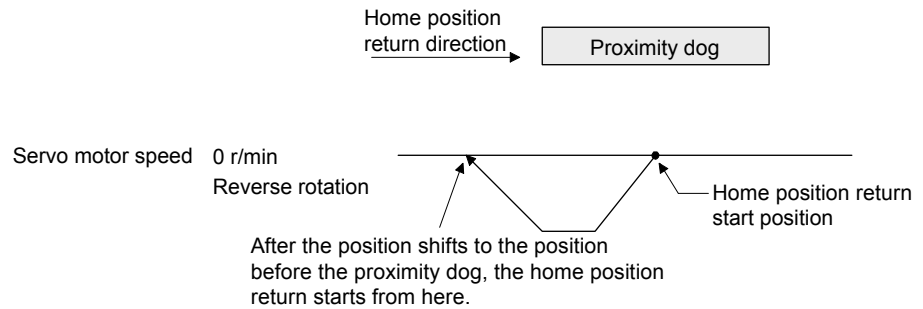 Home position
return direction
Proximity dog
Servo motor speed 0 r/min
Reverse rotation
Home position return
start position
After the position shifts to the position
before the proximity dog, the home position
return starts from here.